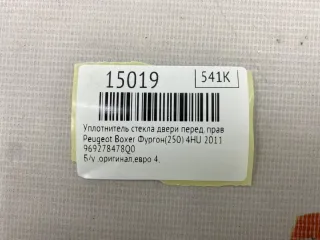 15019 541K
Уплотнитель стекла двери перед. прав
Peugeot Boxer Фургон(250) 4HU 2011
9692784780
Б/у ,оригинал,евро 4,